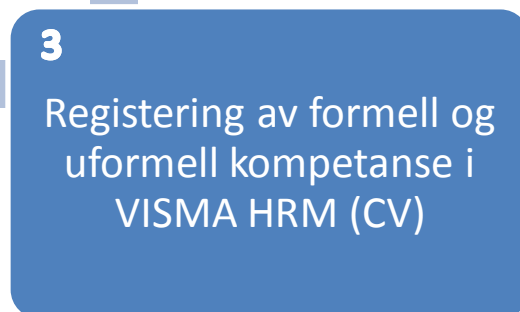 3
Registering av formell og
uformell kompetanse i
VISMA HRM (CV)